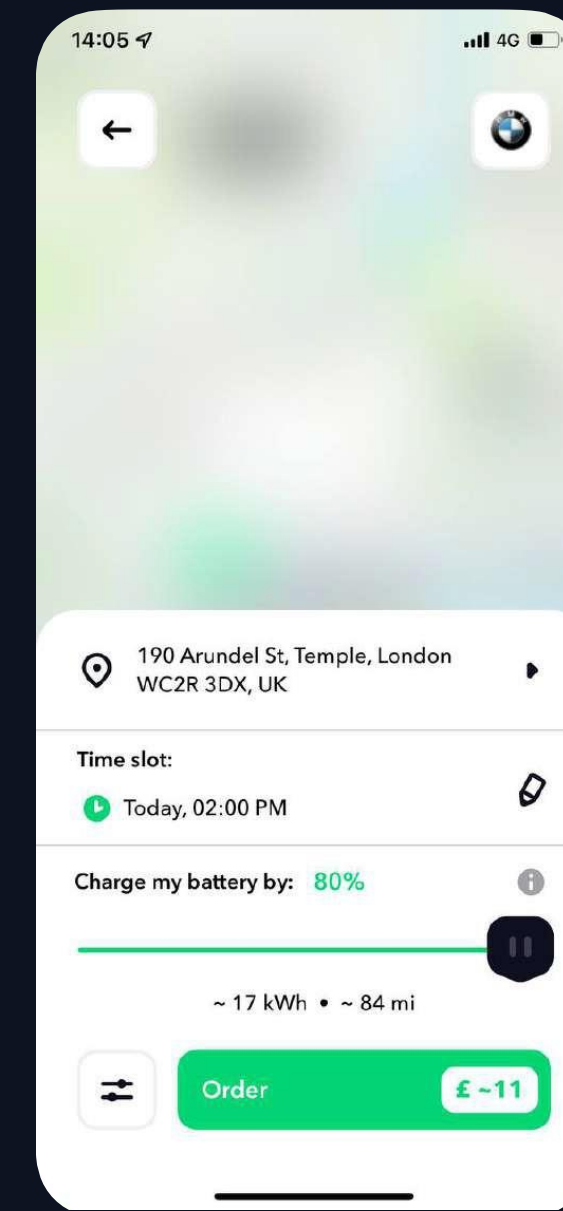 14:05
4G
190 Arundel St, Temple, London
WC2R 3DX, UK
Time slot:
Today, 02:00 PM
Charge my battery by: 80%
~ 17 kWh • ~ 84 mi
Order £ ~11